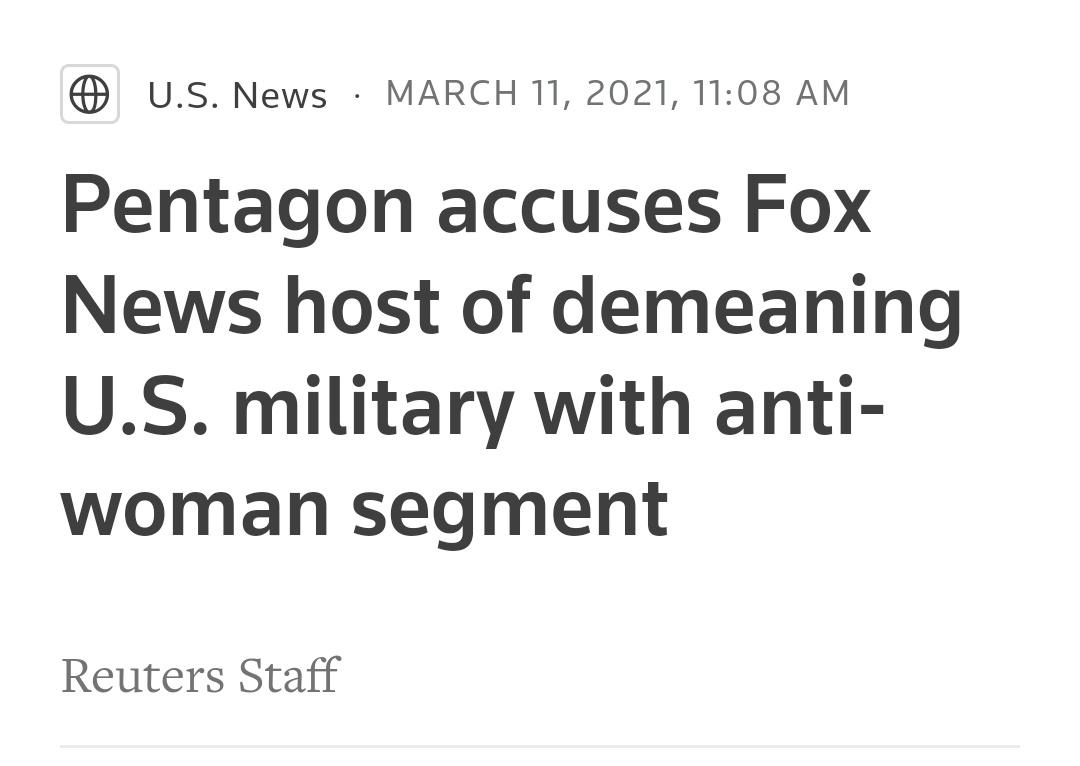 U.S. News · MARCH 11, 2021, 11:08 AM
Pentagon accuses Fox
News host of demeaning
U.S. military with anti-
woman segment
Reuters Staff